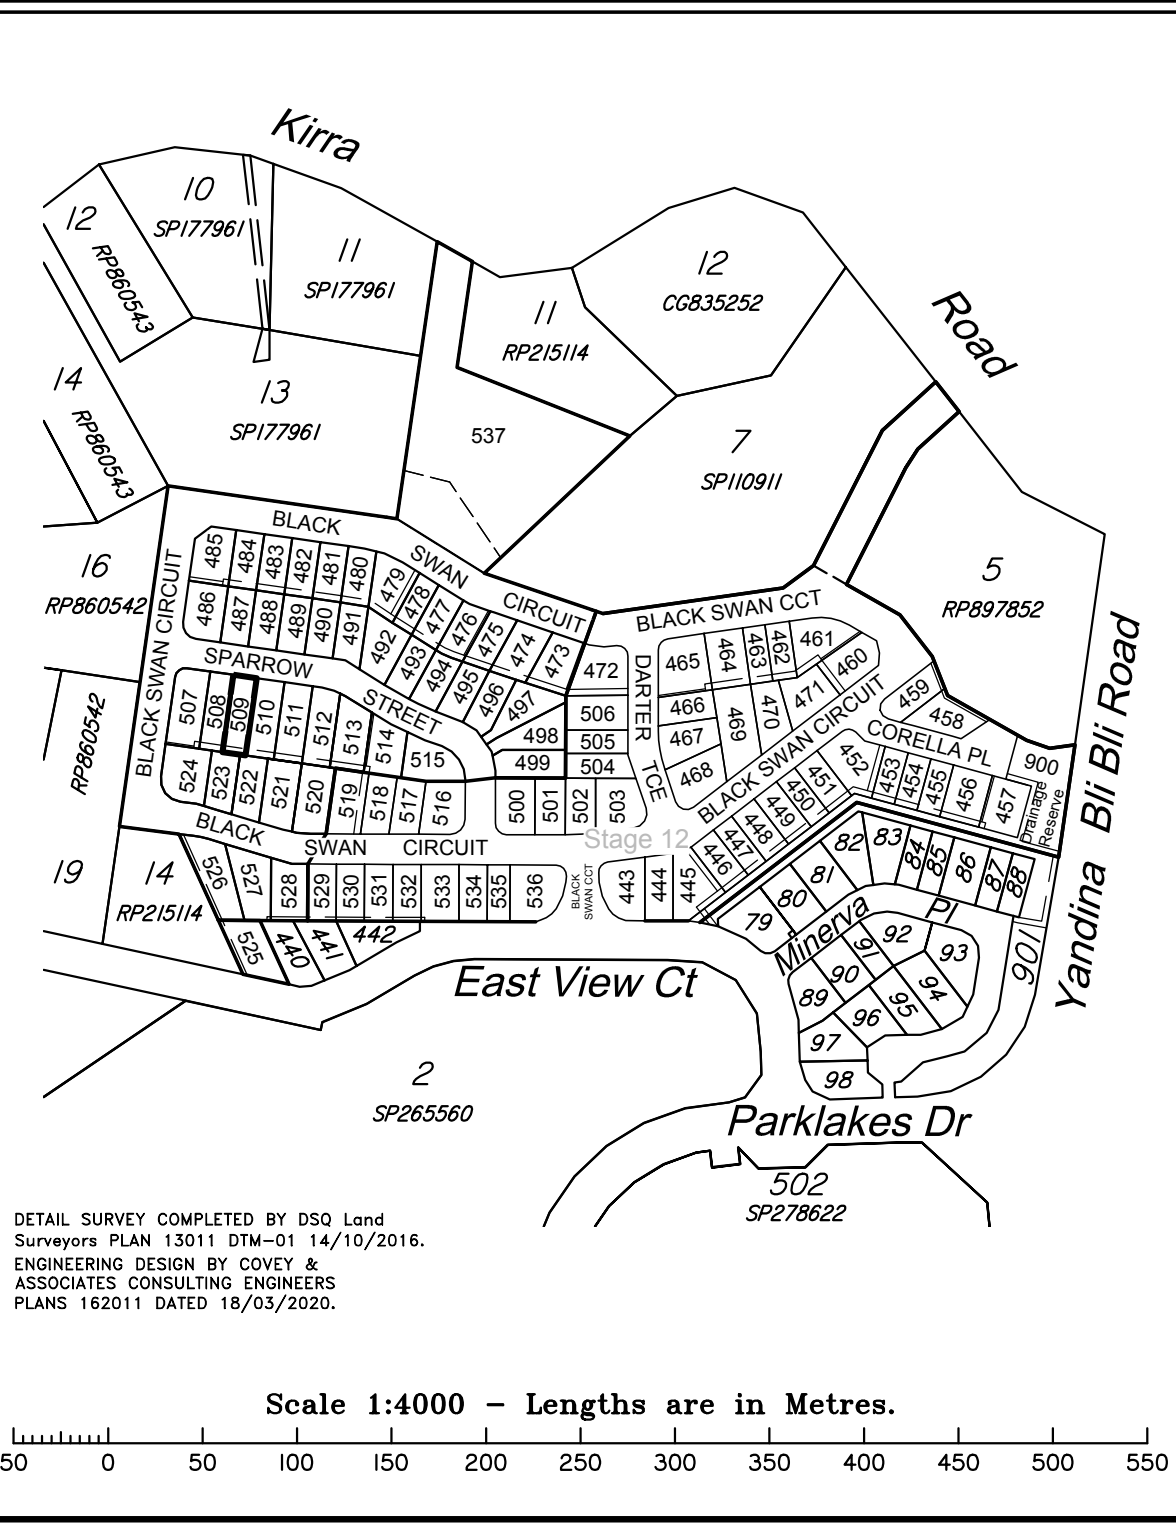 Kirra
10
SP177961
12
RP860543
11
SP177961
12
CG835252
11
RP215114
Road
14
RP860543
13
SP177961
537
7
SP110911
5
RP897852
16
RP860542
BLACK
SWAN
CIRCUIT
BLACK SWAN CCT
BLACK SWAN CIRCUIT
485
484
483
482
481
480
479
478
477
476
475
474
473
472
486
487
488
489
490
491
492
493
494
495
496
497
498
499
SPARROW
STREET
DARTER
TCE
465
464
463
462
461
460
459
458
466
467
468
469
470
471
506
505
504
BLACK SWAN CIRCUIT
CORELLA PL
900
Drainage
Reserve
Yandina Bli Bli Road
RP860542
507
508
509
510
511
512
513
514
515
524
523
522
521
520
519
518
517
516
500
501
502
503
452
453
454
455
456
457
451
450
449
448
447
446
BLACK
SWAN
CIRCUIT
Stage 12
19
14
RP215114
526
527
528
529
530
531
532
533
534
535
536
BLACK
SWAN CCT
443
444
445
525
440
441
442
79
80
81
82
83
84
85
86
87
88
Minerva
Pl
92
93
91
90
89
94
95
96
97
98
901
East View Ct
2
SP265560
Parklakes Dr
502
SP278622
DETAIL SURVEY COMPLETED BY DSQ Land
Surveyors PLAN 13011 DTM-01 14/10/2016.
ENGINEERING DESIGN BY COVEY &
ASSOCIATES CONSULTING ENGINEERS
PLANS 162011 DATED 18/03/2020.
Scale 1:4000 - Lengths are in Metres.
50 0 50 100 150 200 250 300 350 400 450 500 550